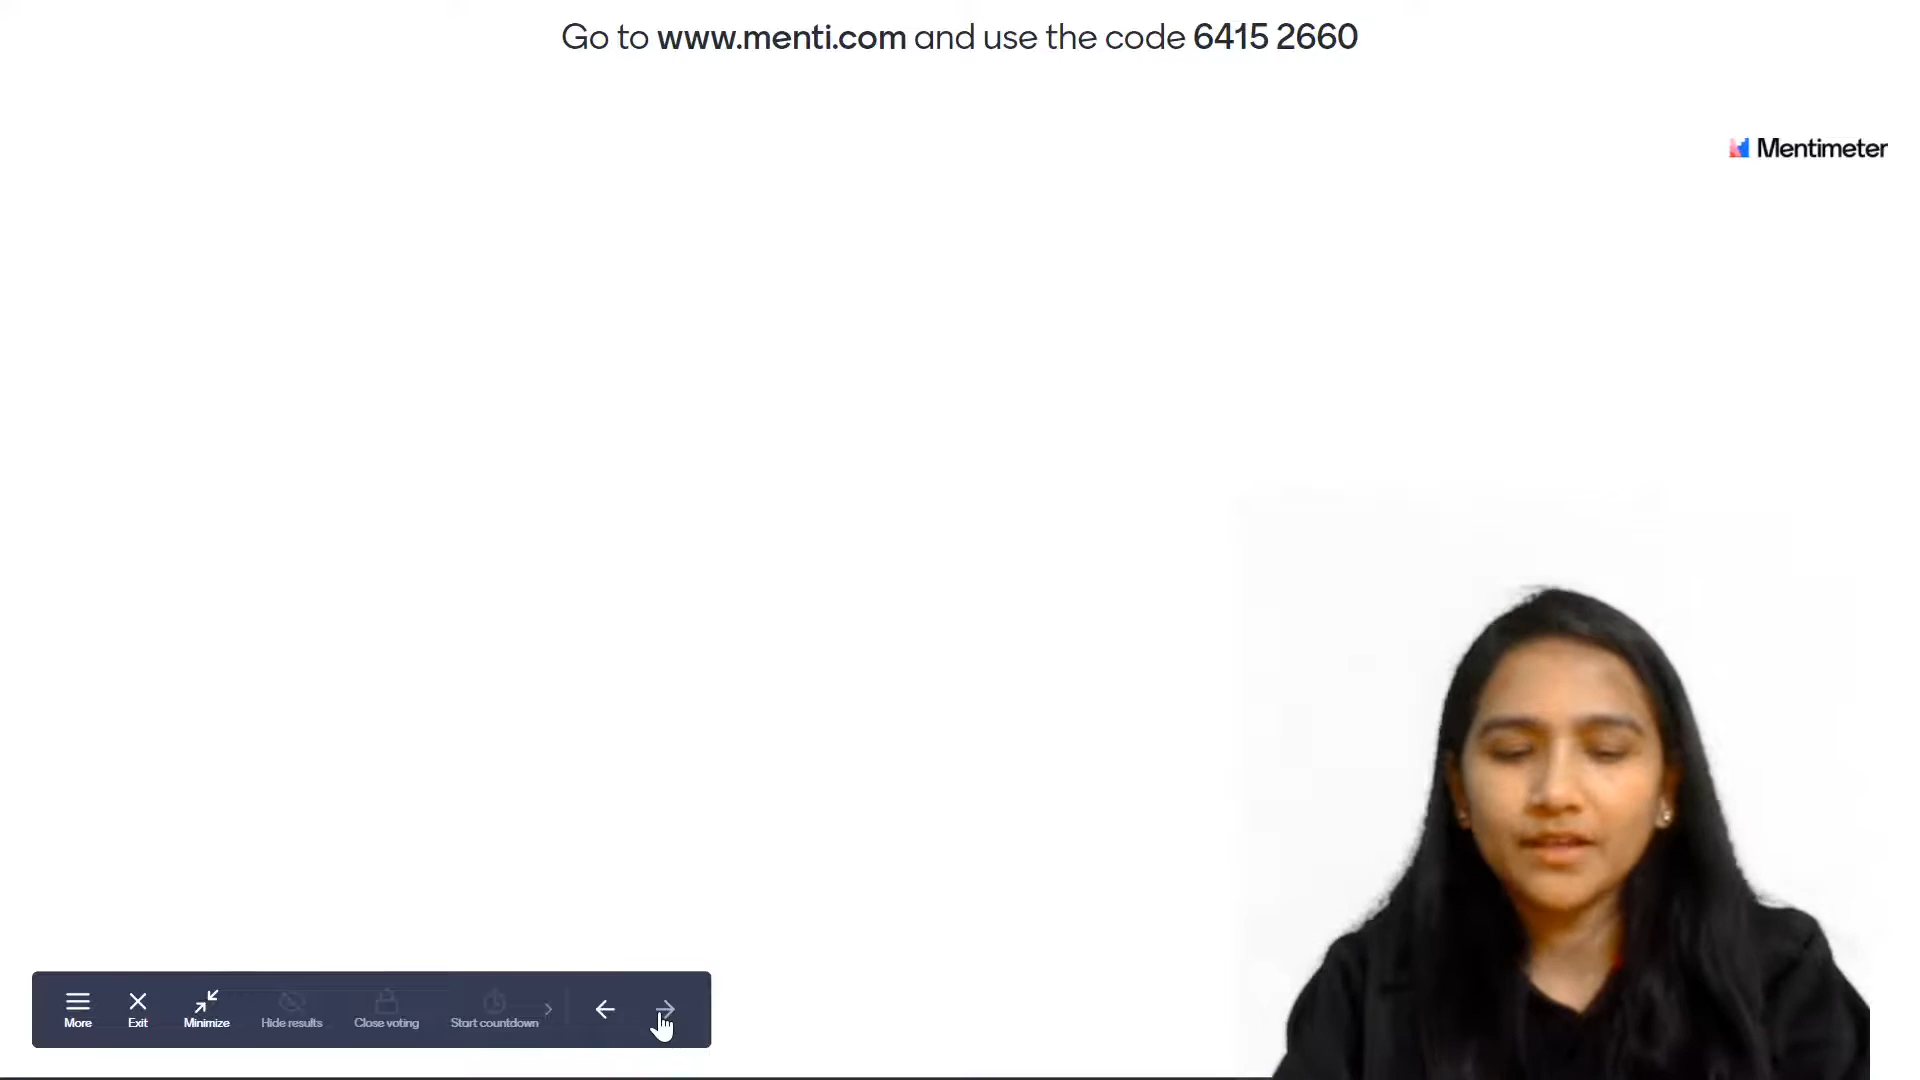 Go to www.menti.com and use the code 6415 2660
Mentimeter
More
Exit
Minimize
Hide results
Close voting
Start countdown